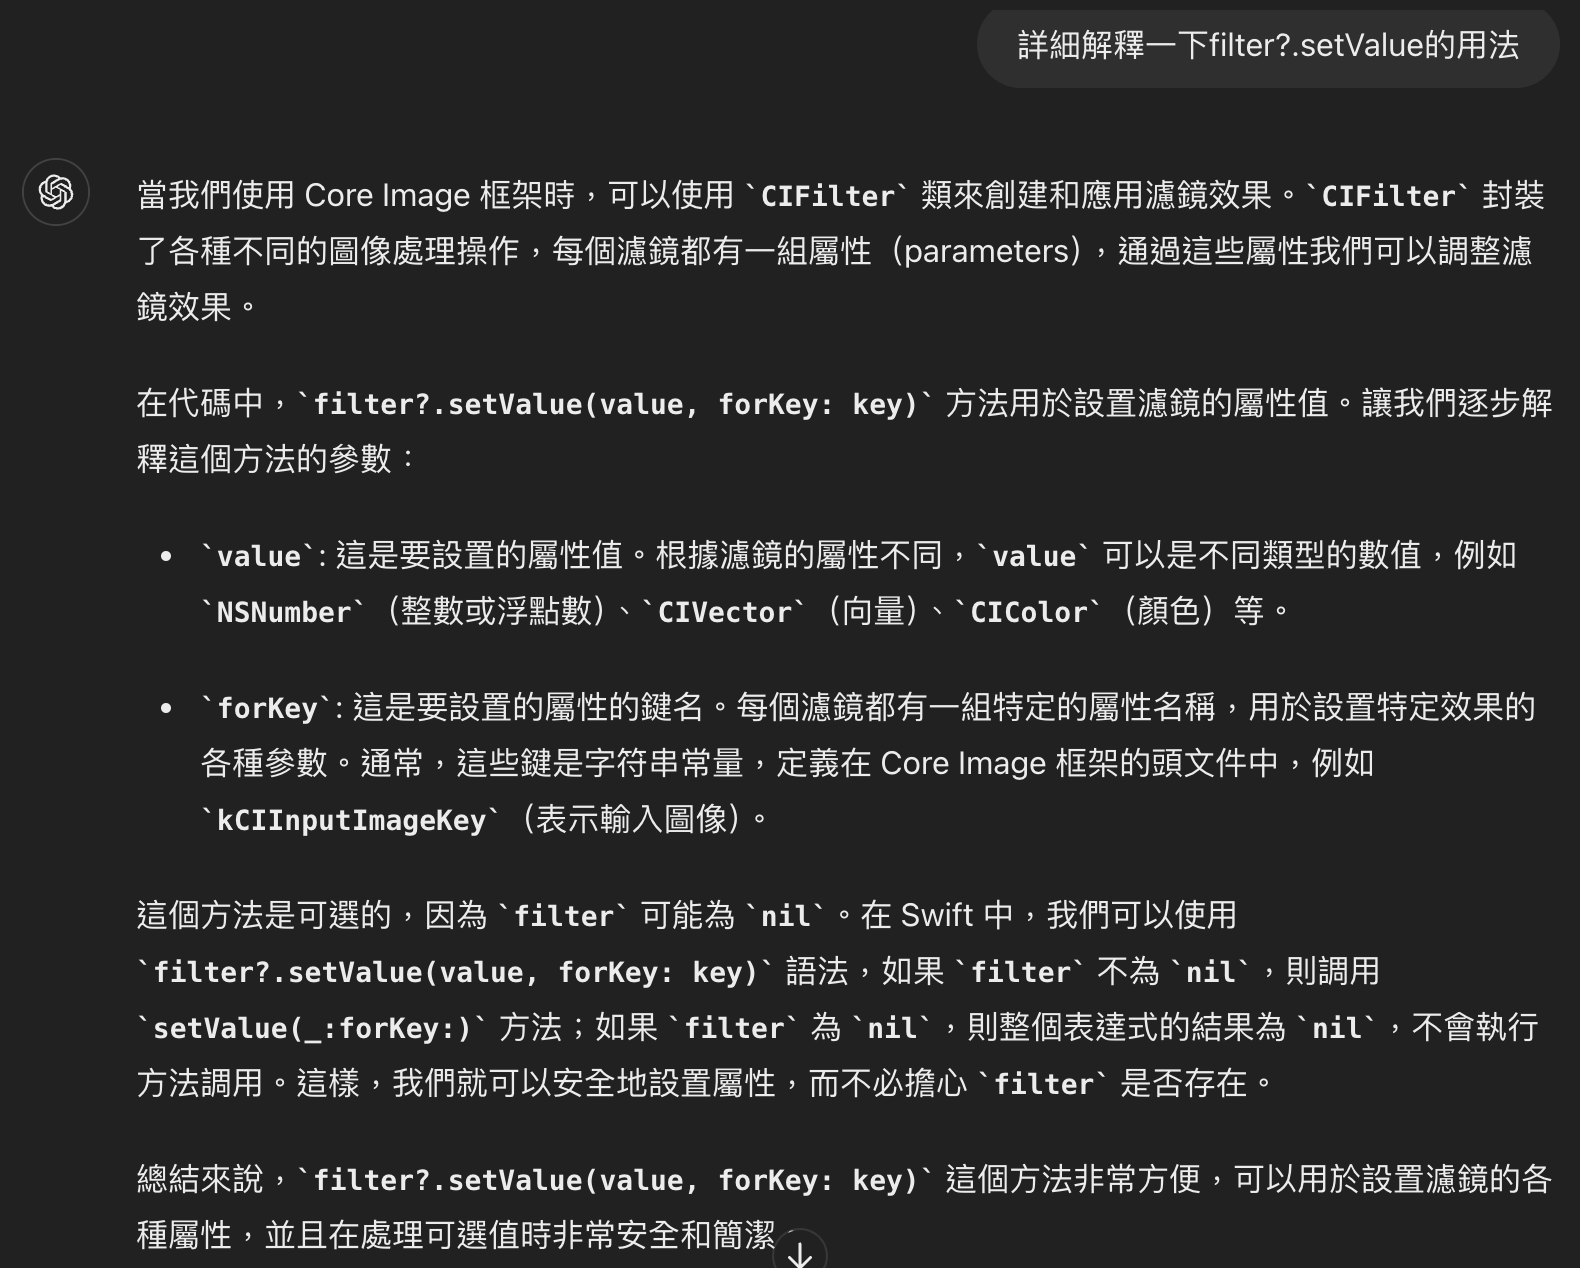 詳細解釋一下filter?.setValue的用法
當我們使用 Core Image 框架時，可以使用 `CIFilter` 類來創建和應用濾鏡效果。`CIFilter` 封裝
了各種不同的圖像處理操作，每個濾鏡都有一組屬性（parameters），通過這些屬性我們可以調整濾
鏡效果。
在代碼中，`filter?.setValue(value, forKey: key)` 方法用於設置濾鏡的屬性值。讓我們逐步解
釋這個方法的參數：
• `value`: 這是要設置的屬性值。根據濾鏡的屬性不同，`value` 可以是不同類型的數值，例如
`NSNumber`（整數或浮點數）、`CIVector`（向量）、`CIColor`（顏色）等。
• `forKey`: 這是要設置的屬性的鍵名。每個濾鏡都有一組特定的屬性名稱，用於設置特定效果的
各種參數。通常，這些鍵是字符串常量，定義在 Core Image 框架的頭文件中，例如
`kCIInputImageKey`（表示輸入圖像）。
這個方法是可選的，因為 `filter` 可能為 `nil`。在 Swift 中，我們可以使用
`filter?.setValue(value, forKey: key)` 語法，如果 `filter` 不為 `nil`，則調用
`setValue(_:forKey:)` 方法；如果 `filter` 為 `nil`，則整個表達式的結果為 `nil`，不會執行
方法調用。這樣，我們就可以安全地設置屬性，而不必擔心 `filter` 是否存在。
總結來說，`filter?.setValue(value, forKey: key)` 這個方法非常方便，可以用於設置濾鏡的各
種屬性，並且在處理可選值時非常安全和簡潔